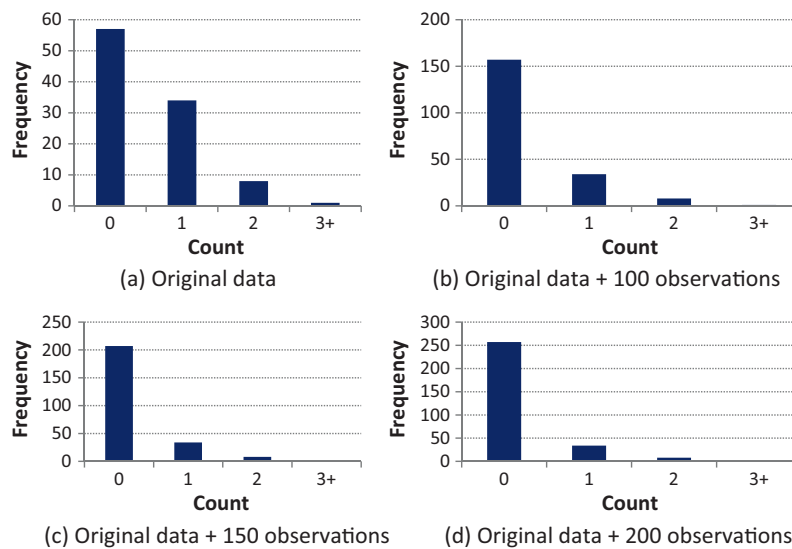 60
50
40
30
20
10
0
Frequency
0 1 2 3+
Count
(a) Original data
200
150
100
50
0
Frequency
0 1 2 3+
Count
(b) Original data + 100 observations
250
200
150
100
50
0
Frequency
0 1 2 3+
Count
(c) Original data + 150 observations
300
250
200
150
100
50
0
Frequency
0 1 2 3+
Count
(d) Original data + 200 observations